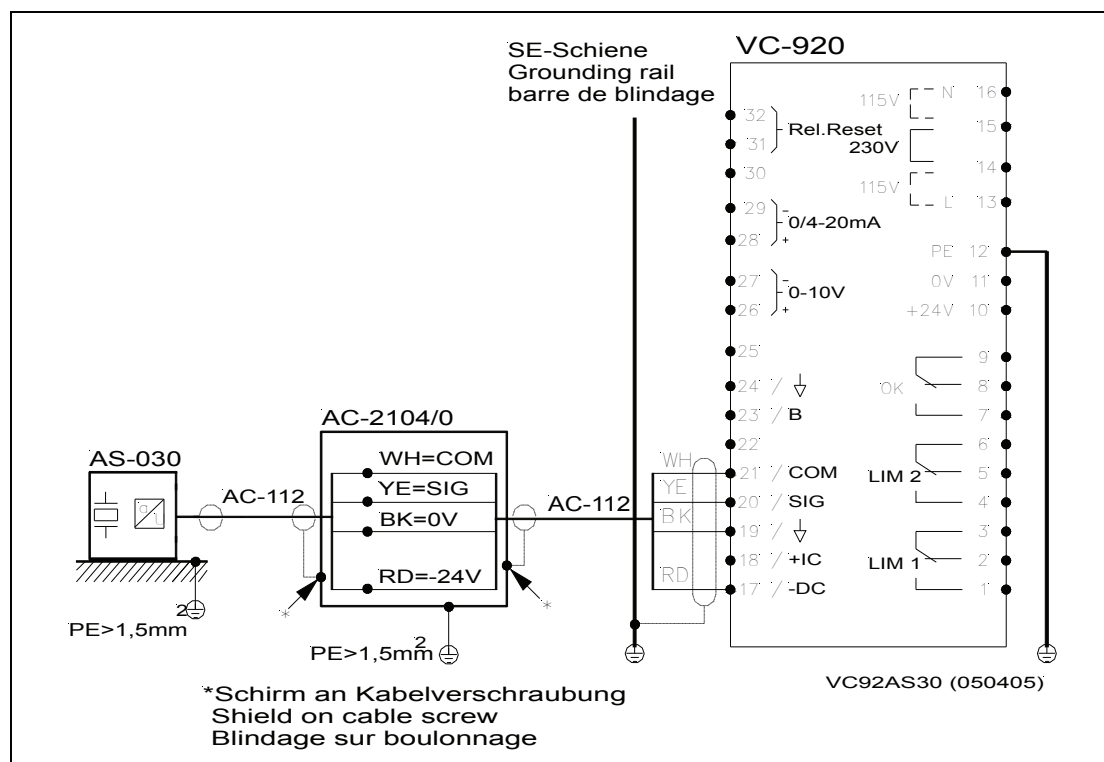 SE-Schiene
Grounding rail
barre de blindage
VC-920
32
31
Rel.Reset
30
29 -
28 +
0/4-20mA
27 -
26 +
0-10V
25
24 /
23 / B
22
21 / COM
20 / SIG
19 /
18 / +IC
17 / -DC
115V N 16
15
230V
14
115V L 13
PE 12
0V 11
+24V 10
9
OK 8
7
6
LIM 2 5
4
3
LIM 1 2
1
AS-030
a
i
AC-112
AC-2104/0
WH=COM
YE=SIG
BK=0V
RD=-24V
AC-112
WH
YE
BK
RD
*
*
PE>1,5mm2
PE>1,5mm2
*Schirm an Kabelverschraubung
Shield on cable screw
Blindage sur boulonnage
VC92AS30 (050405)